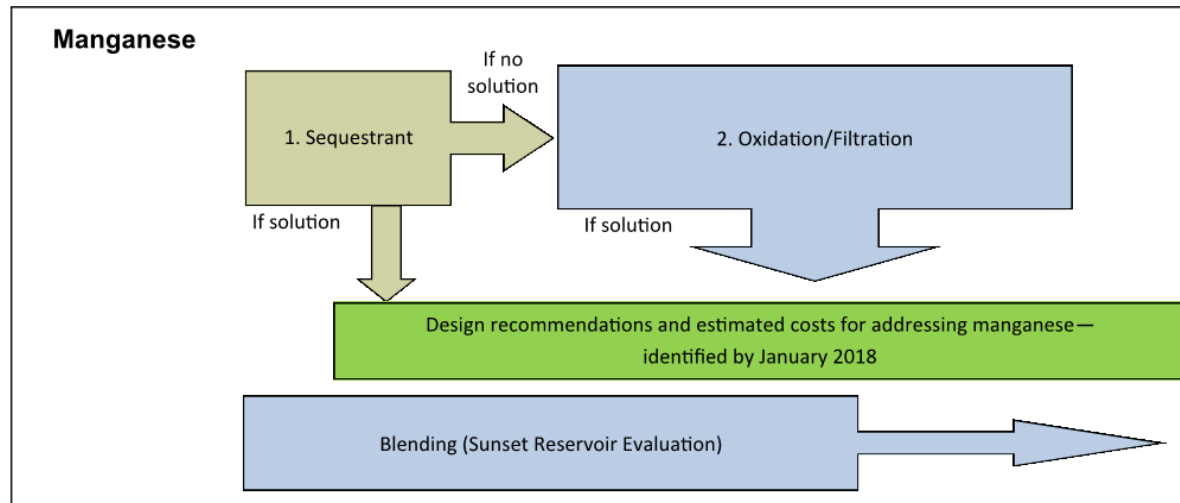 Manganese
If no
solution
1. Sequestrant
2. Oxidation/Filtration
If solution
If solution
Design recommendations and estimated costs for addressing manganese—
identified by January 2018
Blending (Sunset Reservoir Evaluation)